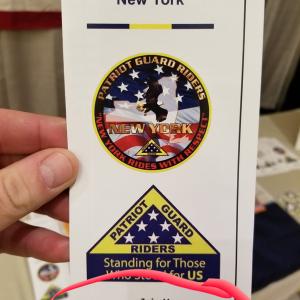 New York
PATRIOT GUARD RIDERS
NEW YORK
"NEW YORK RIDES WITH RESPECT"
PATRIOT GUARD
RIDERS
Standing for Those
Who Stood for US